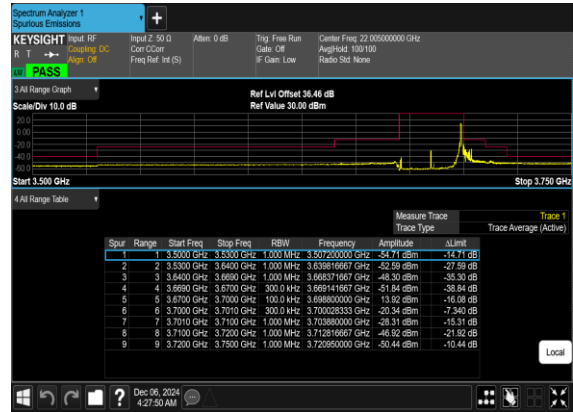 Spectrum Analyzer 1
Spurious Emissions
KEYSIGHT Input: RF Input Z: 50 Ω Atten: 0 dB Trig: Free Run Center Freq: 22.005000000 GHz
R T Coupling: DC Corr CCorr Gate: Off Avg|Hold: 100/100
Align: Off Freq Ref: Int (S) IF Gain: Low Radio Std: None
PASS
3 All Range Graph
Ref Lvl Offset 36.46 dB
Scale/Div 10.0 dB Ref Value 30.00 dBm
20.0
0.00
-20.0
-40.0
-60.0
Start 3.500 GHz Stop 3.750 GHz
4 All Range Table
Measure Trace Trace 1
Trace Type Trace Average (Active)
Spur Range Start Freq Stop Freq RBW Frequency Amplitude ΔLimit
1 1 3.5000 GHz 3.5300 GHz 1.000 MHz 3.507200000 GHz -54.71 dBm -14.71 dB
2 2 3.5300 GHz 3.6400 GHz 1.000 MHz 3.639816667 GHz -52.59 dBm -27.59 dB
3 3 3.6400 GHz 3.6690 GHz 1.000 MHz 3.668371667 GHz -48.30 dBm -35.30 dB
4 4 3.6690 GHz 3.6700 GHz 300.0 kHz 3.669141667 GHz -51.84 dBm -38.84 dB
5 5 3.6700 GHz 3.7000 GHz 100.0 kHz 3.698800000 GHz 13.92 dBm -16.08 dB
6 6 3.7000 GHz 3.7010 GHz 300.0 kHz 3.700028333 GHz -20.34 dBm -7.340 dB
7 7 3.7010 GHz 3.7100 GHz 1.000 MHz 3.703880000 GHz -28.31 dBm -15.31 dB
8 8 3.7100 GHz 3.7200 GHz 1.000 MHz 3.712816667 GHz -46.92 dBm -21.92 dB
9 9 3.7200 GHz 3.7500 GHz 1.000 MHz 3.720950000 GHz -50.44 dBm -10.44 dB
Local
? Dec 06, 2024
4:27:50 AM